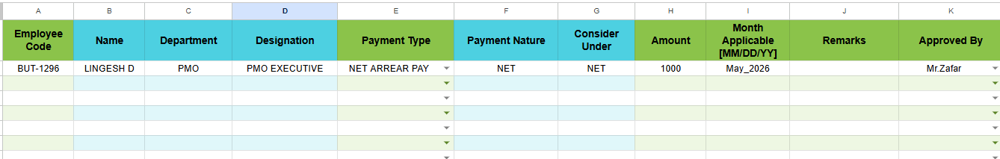 A B C D E F G H I J K
Employee Code Name Department Designation Payment Type Payment Nature Consider Under Amount Month Applicable [MM/DD/YY] Remarks Approved By
BUT-1296 LINGESH D PMO PMO EXECUTIVE NET ARREAR PAY NET NET 1000 May_2026 Mr.Zafar